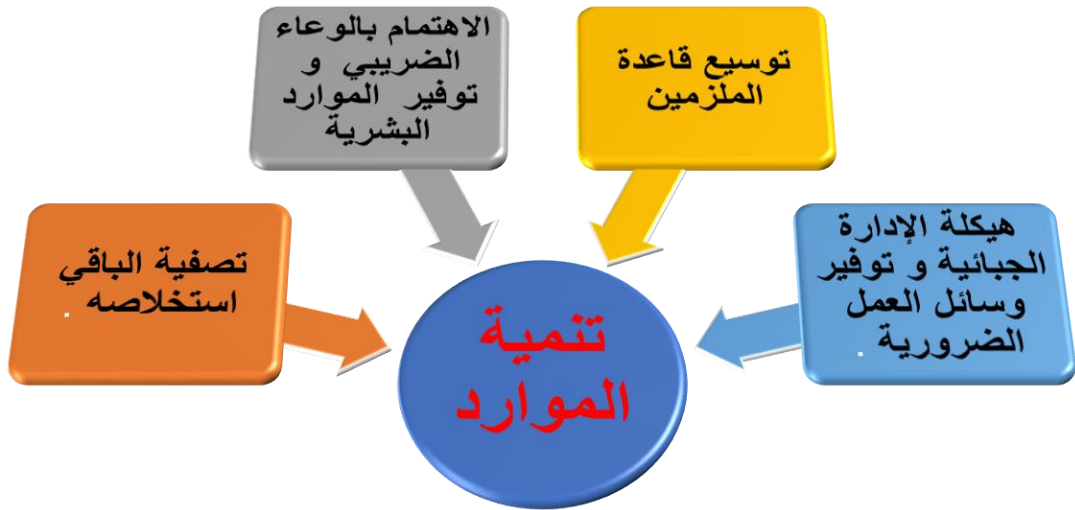 هيكلة الإدارة
الجبائية و توفير
وسائل العمل
الضرورية .
توسيع قاعدة
الملزمين
الاهتمام بالوعاء
الضريبي و
توفير الموارد
البشرية
تصفية الباقي
استخلاصه .
تنمية
الموارد